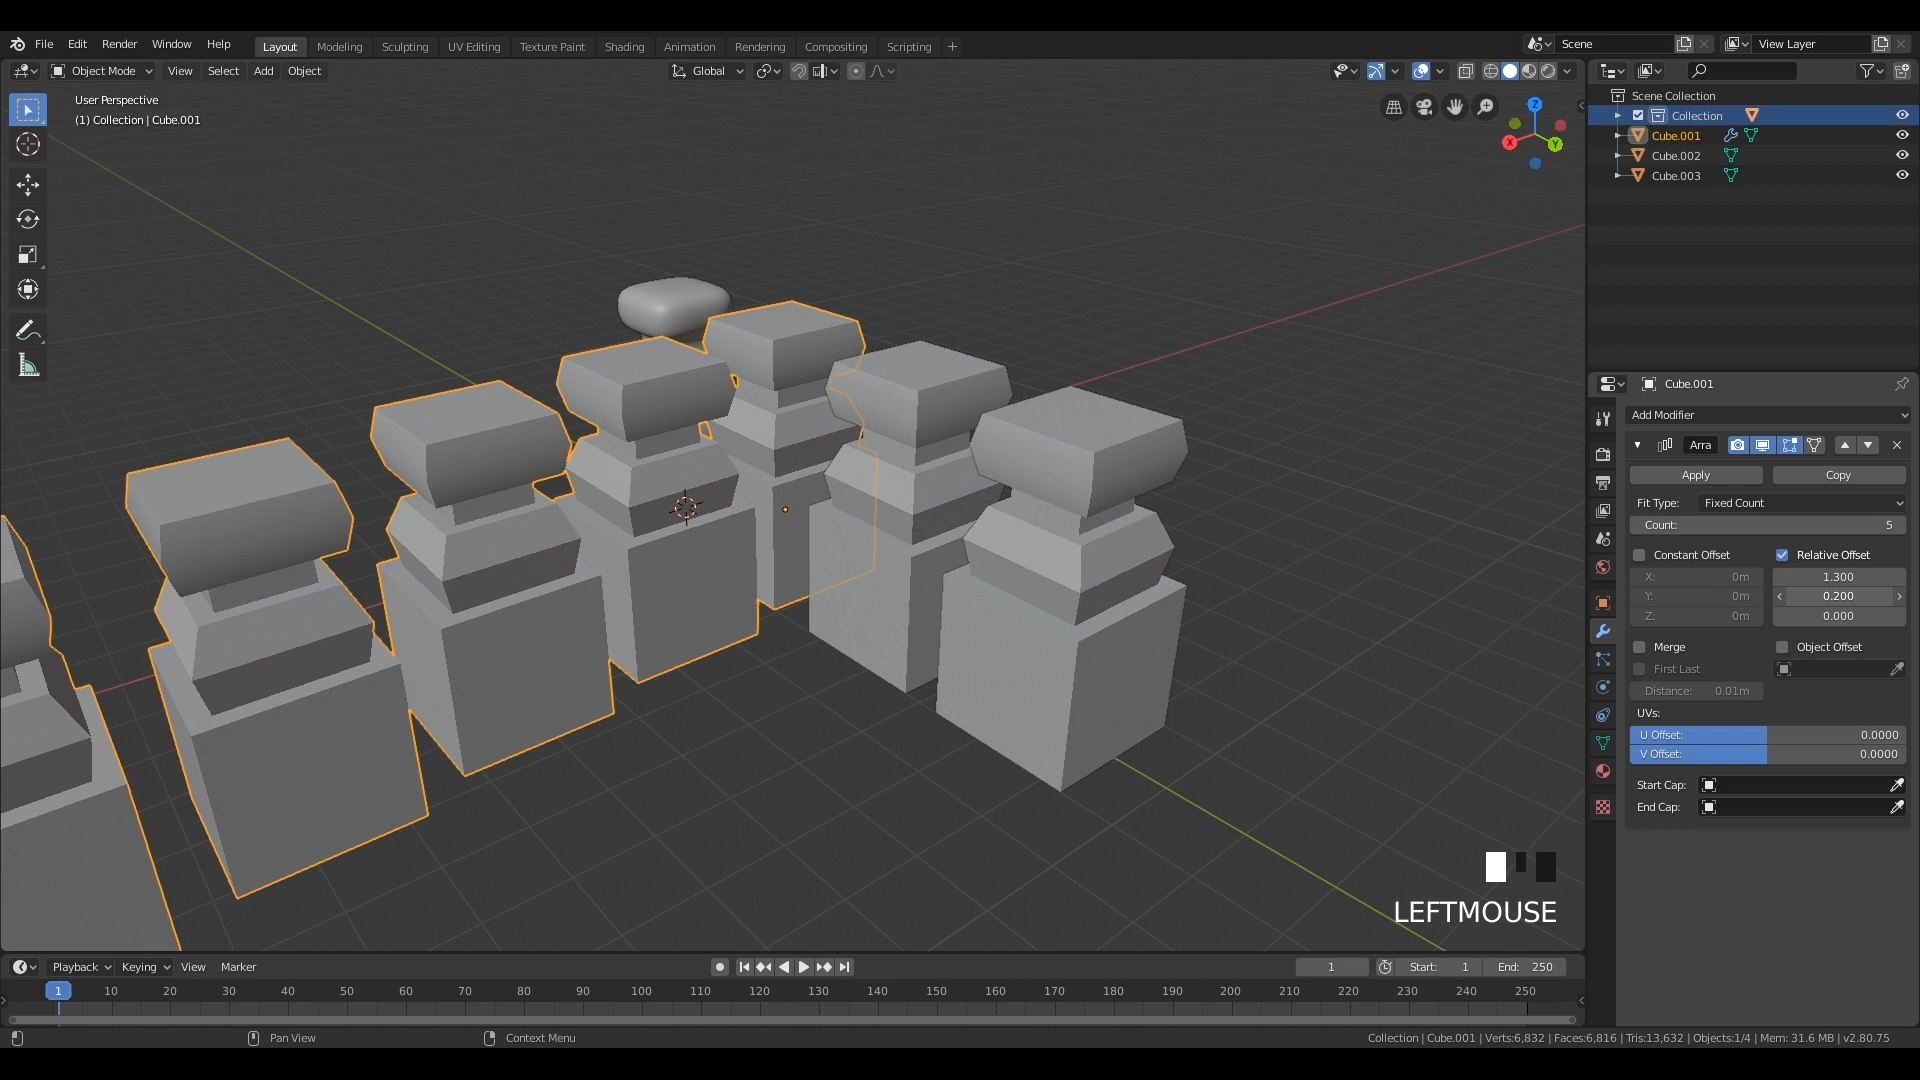 File Edit Render Window Help Layout Modeling Sculpting UV Editing Texture Paint Shading Animation Rendering Compositing Scripting + Scene View Layer
Object Mode View Select Add Object Global
User Perspective
(1) Collection | Cube.001
Z
X
Y
Scene Collection
Collection
Cube.001
Cube.002
Cube.003
Cube.001
Add Modifier
Arra
Apply Copy
Fit Type: Fixed Count
Count: 5
Constant Offset Relative Offset
X: 0m 1.300
Y: 0m 0.200
Z: 0m 0.000
Merge Object Offset
First Last
Distance: 0.01m
UVs:
U Offset: 0.0000
V Offset: 0.0000
Start Cap:
End Cap:
LEFTMOUSE
Playback Keying View Marker 1 Start: 1 End: 250
1 10 20 30 40 50 60 70 80 90 100 110 120 130 140 150 160 170 180 190 200 210 220 230 240 250
Pan View Context Menu Collection | Cube.001 | Verts:6,832 | Faces:6,816 | Tris:13,632 | Objects:1/4 | Mem: 31.6 MB | v2.80.75